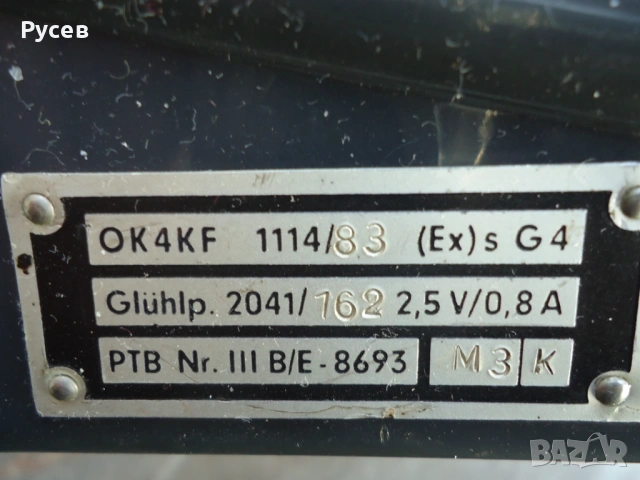 Русев
OK4KF 1114/83 (Ex)s G4
Glühlp. 2041/162 2,5 V/0,8 A
PTB Nr. III B/E-8693 M3 K
BAZAR